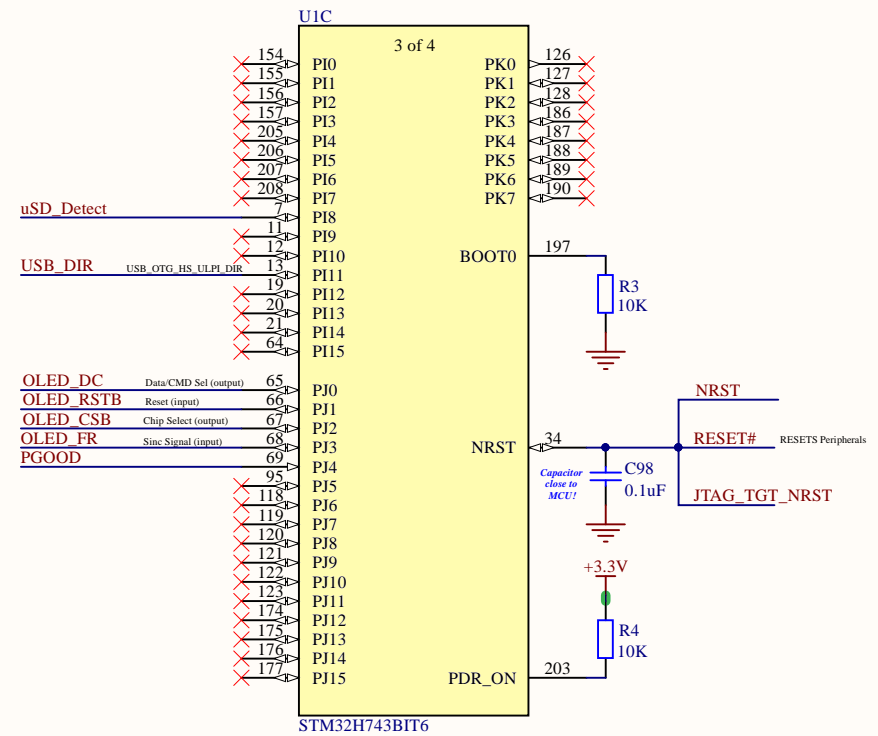 U1C
3 of 4
154 PI0 PK0 126
155 PI1 PK1 127
156 PI2 PK2 128
157 PI3 PK3 186
205 PI4 PK4 187
206 PI5 PK5 188
207 PI6 PK6 189
208 PI7 PK7 190
uSD_Detect 7 PI8
11 PI9
12 PI10 BOOT0 197
USB_DIR USB_OTG_HS_ULPI_DIR 13 PI11
19 PI12 R3
20 PI13 10K
21 PI14
64 PI15
OLED_DC Data/CMD Sel (output) 65 PJ0 NRST
OLED_RSTB Reset (input) 66 PJ1
OLED_CSB Chip Select (output) 67 PJ2
OLED_FR Sinc Signal (input) 68 PJ3 NRST 34 RESET# RESETS Peripherals
PGOOD 69 PJ4
Capacitor
close to
MCU!
C98
0.1uF
95 PJ5 JTAG_TGT_NRST
118 PJ6
119 PJ7
120 PJ8
121 PJ9 +3.3V
122 PJ10
123 PJ11
174 PJ12 R4
175 PJ13 10K
176 PJ14
177 PJ15 PDR_ON 203
STM32H743BIT6